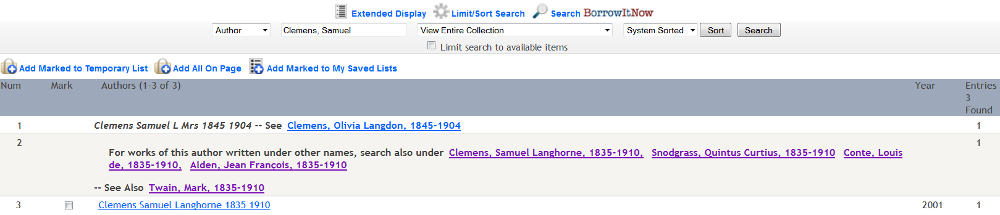 Extended Display Limit/Sort Search Search BorrowItNow
Author Clemens, Samuel View Entire Collection System Sorted Sort Search
Limit search to available items
Add Marked to Temporary List Add All On Page Add Marked to My Saved Lists
Num Mark Authors (1-3 of 3) Year Entries
3
Found
1 Clemens Samuel L Mrs 1845 1904 -- See Clemens, Olivia Langdon, 1845-1904 1
2 1
For works of this author written under other names, search also under Clemens, Samuel Langhorne, 1835-1910, Snodgrass, Quintus Curtius, 1835-1910 Conte, Louis
de, 1835-1910, Alden, Jean François, 1835-1910
-- See Also Twain, Mark, 1835-1910
3 Clemens Samuel Langhorne 1835 1910 2001 1